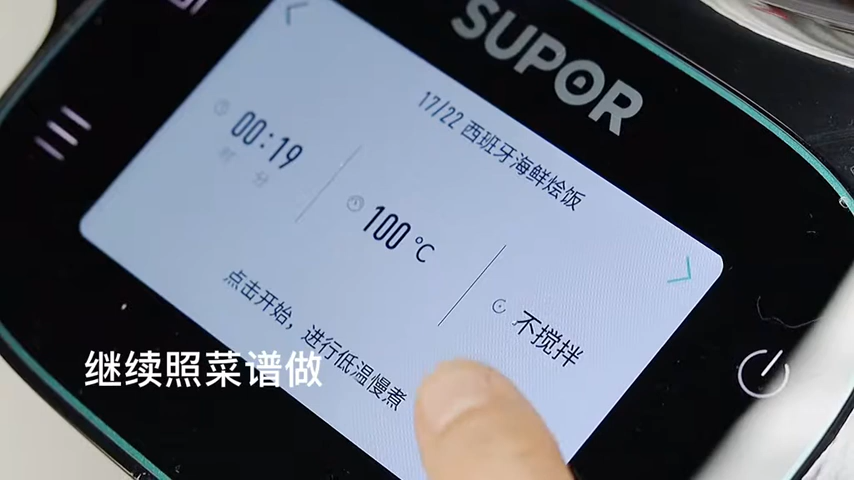 SUPOR
17/22 西班牙海鲜烩饭
00:19
时 分
100℃
不搅拌
点击开始，进行低温慢煮
继续照菜谱做